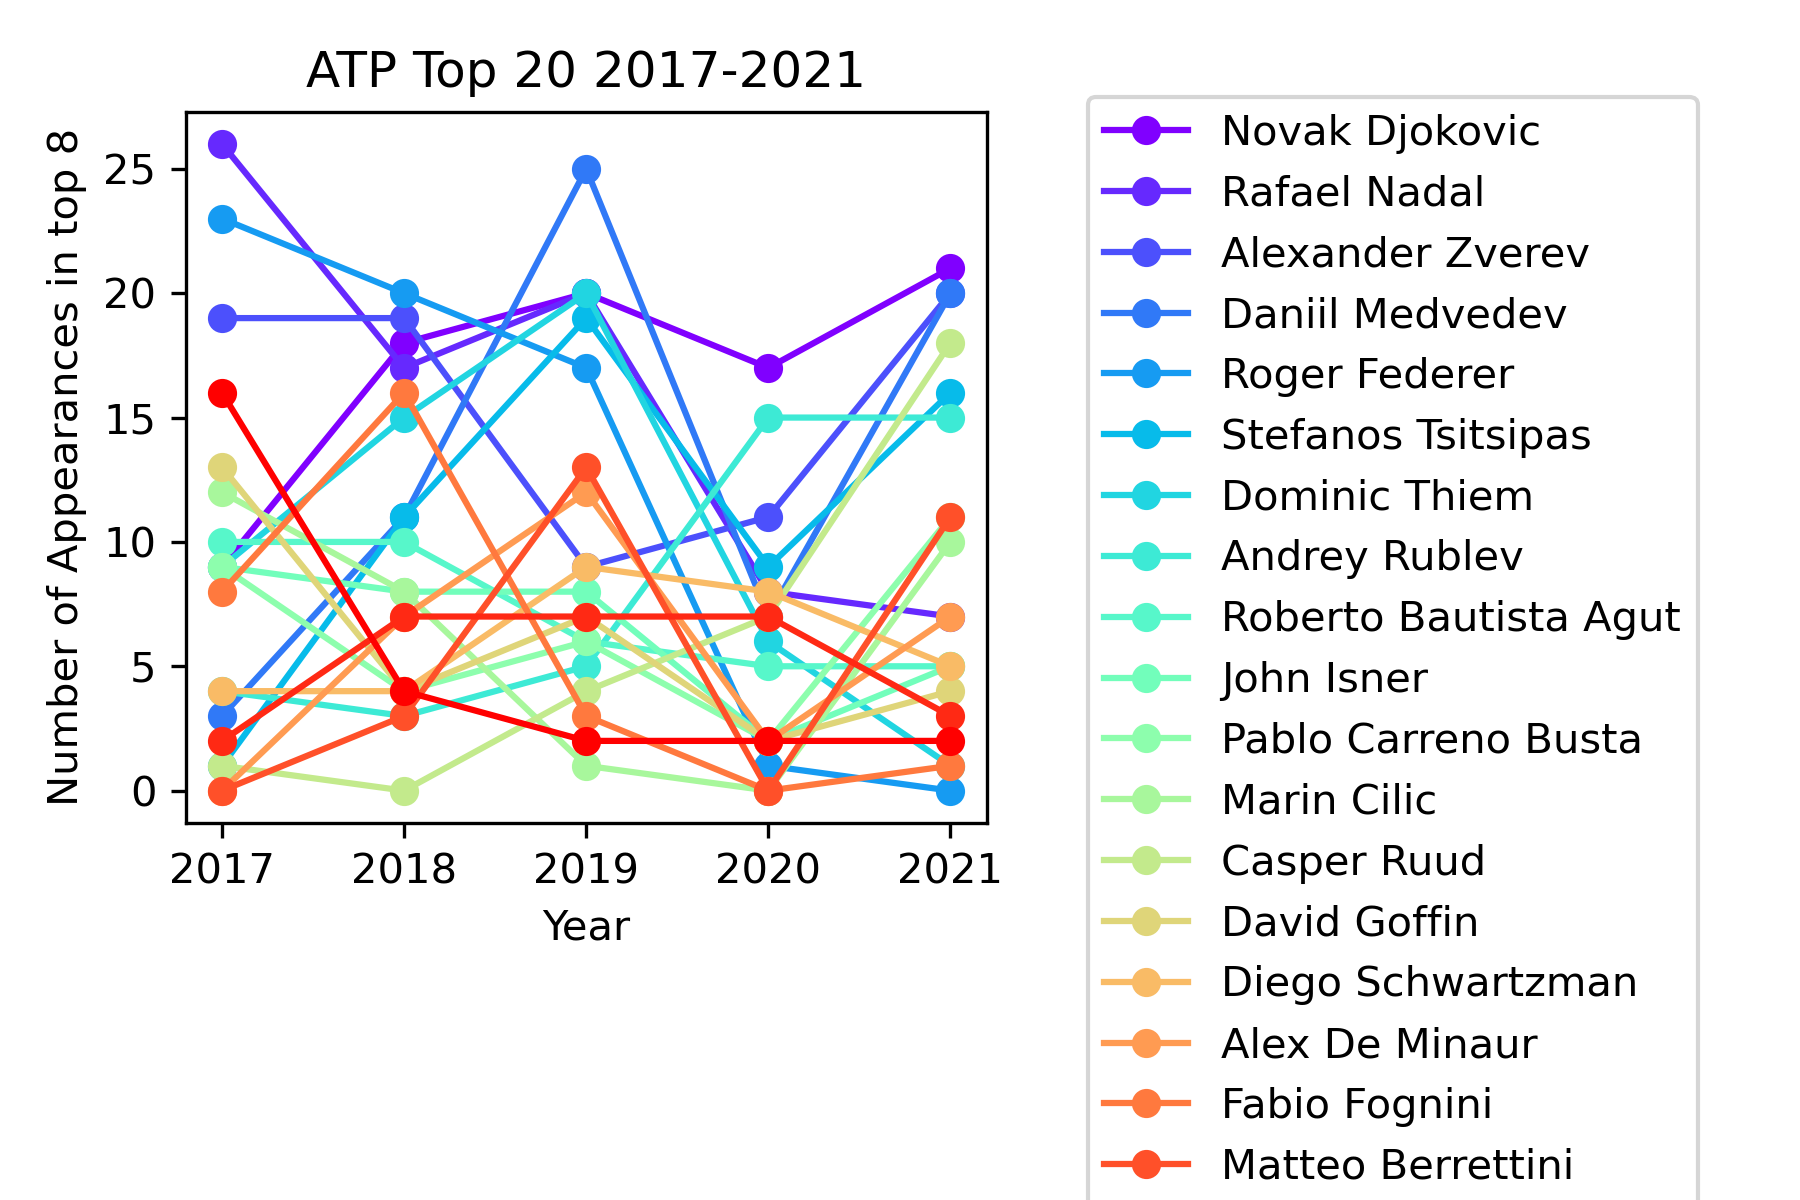 ATP Top 20 2017-2021
Number of Appearances in top 8
25
20
15
10
5
0
2017 2018 2019 2020 2021
Year
Novak Djokovic
Rafael Nadal
Alexander Zverev
Daniil Medvedev
Roger Federer
Stefanos Tsitsipas
Dominic Thiem
Andrey Rublev
Roberto Bautista Agut
John Isner
Pablo Carreno Busta
Marin Cilic
Casper Ruud
David Goffin
Diego Schwartzman
Alex De Minaur
Fabio Fognini
Matteo Berrettini